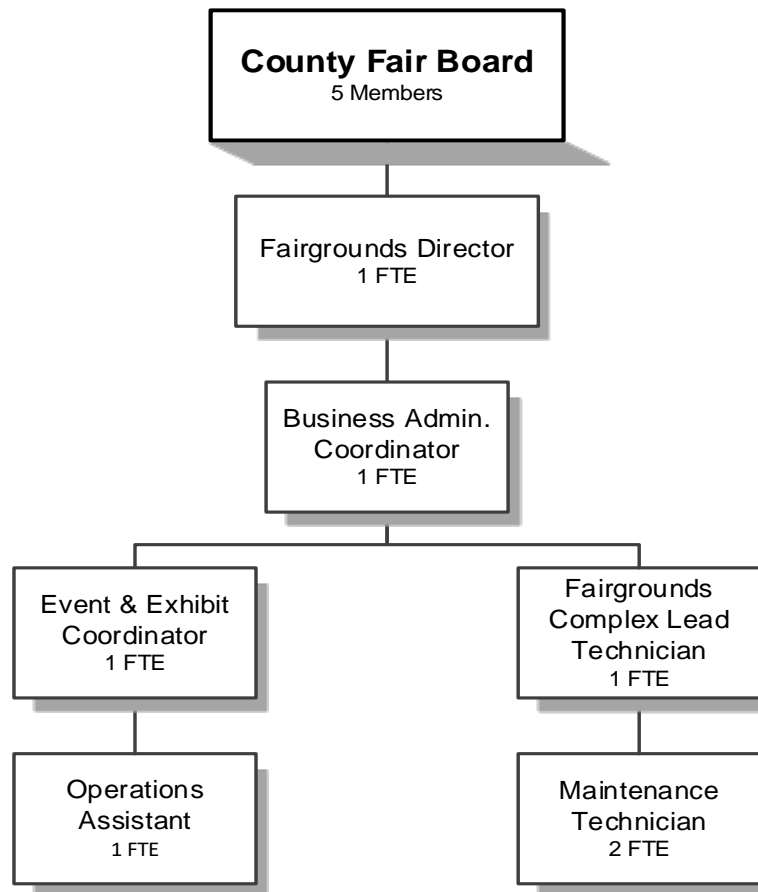 County Fair Board
5 Members
Fairgrounds Director
1 FTE
Business Admin.
Coordinator
1 FTE
Event & Exhibit
Coordinator
1 FTE
Fairgrounds
Complex Lead
Technician
1 FTE
Operations
Assistant
1 FTE
Maintenance
Technician
2 FTE